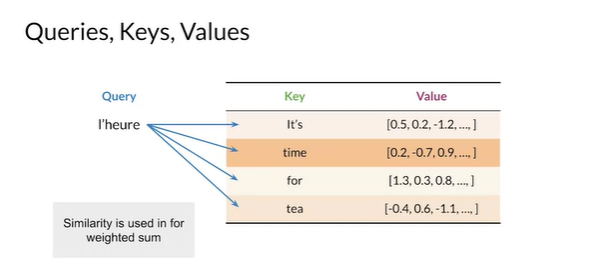 Queries, Keys, Values
Query Key Value
l'heure It's [0.5, 0.2, -1.2, ...., ]
time [0.2, -0.7, 0.9, ...., ]
for [1.3, 0.3, 0.8, ...., ]
tea [-0.4, 0.6, -1.1, ...., ]
Similarity is used in for
weighted sum